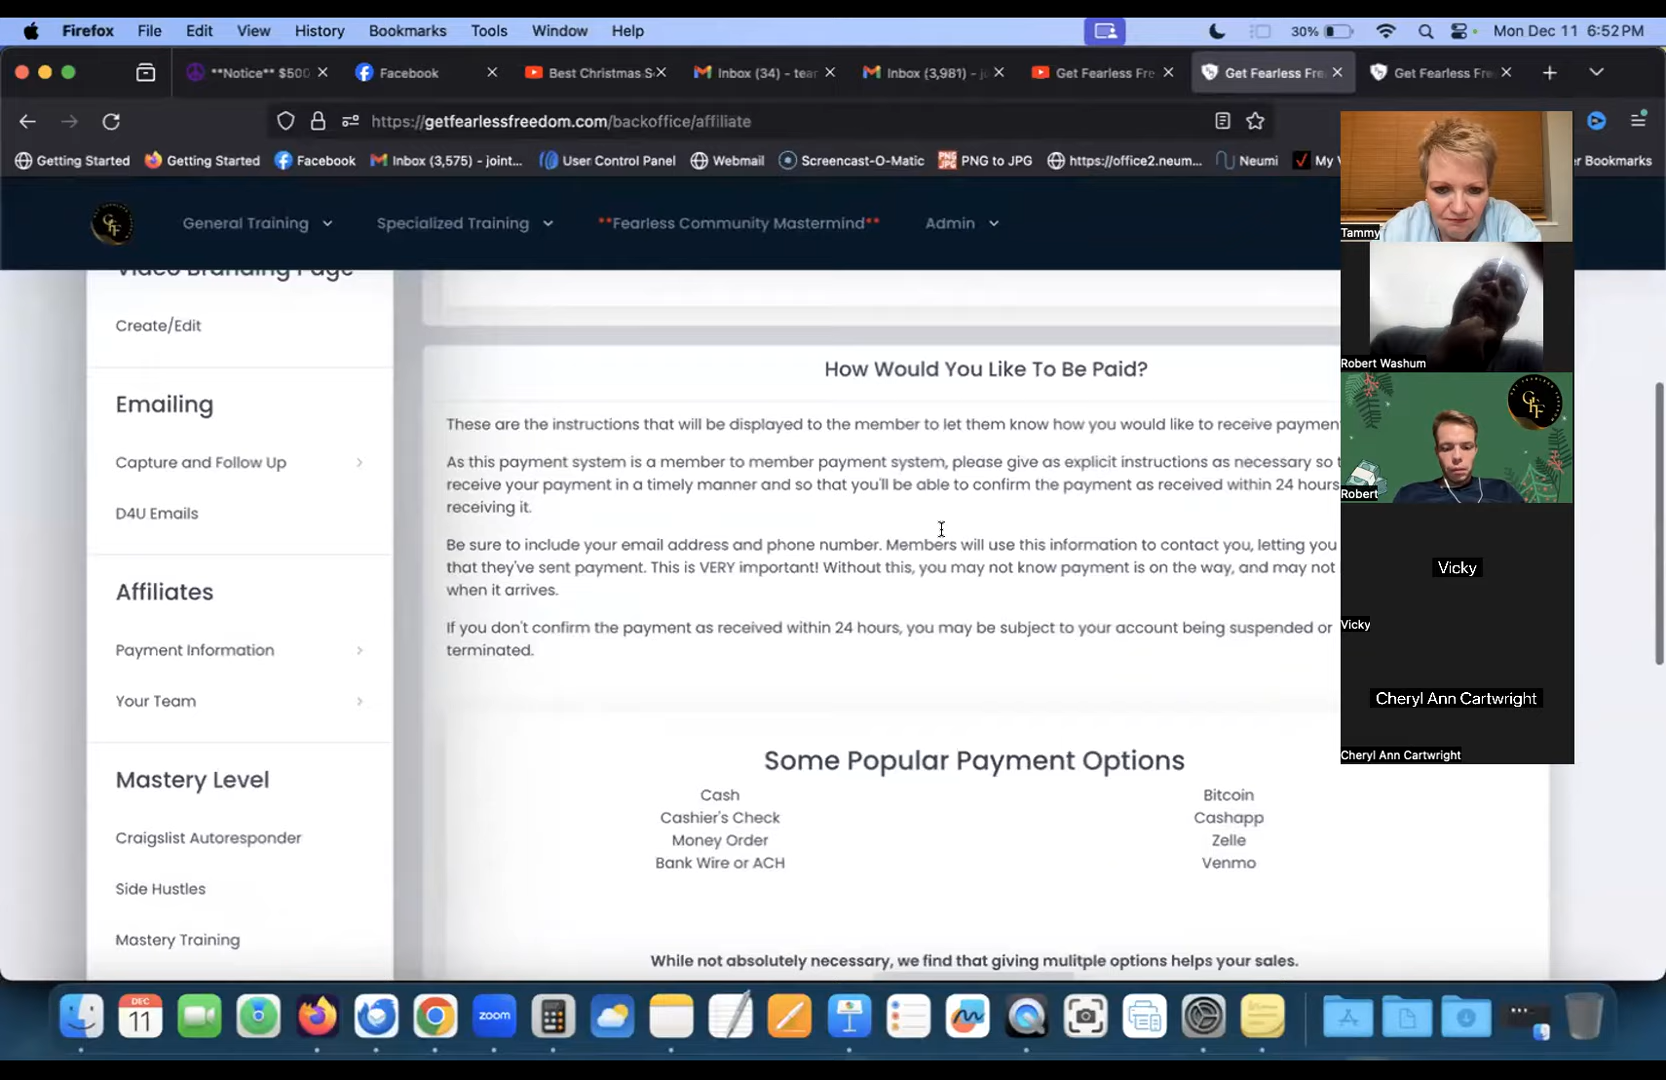 Firefox File Edit View History Bookmarks Tools Window Help 30% Mon Dec 11 6:52 PM
**Notice** $500 Facebook Best Christmas S Inbox (34) - tear Inbox (3,981) - j Get Fearless Fre Get Fearless Fre Get Fearless Fre
https://getfearlessfreedom.com/backoffice/affiliate
Getting Started Getting Started Facebook Inbox (3,575) - joint... User Control Panel Webmail Screencast-O-Matic PNG to JPG https://office2.neum... Neumi My er Bookmarks
GFF General Training Specialized Training **Fearless Community Mastermind** Admin
Tammy
Robert Washum
GFF
Robert
Vicky
Vicky
Cheryl Ann Cartwright
Cheryl Ann Cartwright
Video Branding Page
Create/Edit
Emailing
Capture and Follow Up
D4U Emails
Affiliates
Payment Information
Your Team
Mastery Level
Craigslist Autoresponder
Side Hustles
Mastery Training
How Would You Like To Be Paid?
These are the instructions that will be displayed to the member to let them know how you would like to receive paymen
As this payment system is a member to member payment system, please give as explicit instructions as necessary so
receive your payment in a timely manner and so that you'll be able to confirm the payment as received within 24 hours
receiving it.
Be sure to include your email address and phone number. Members will use this information to contact you, letting you
that they've sent payment. This is VERY important! Without this, you may not know payment is on the way, and may not
when it arrives.
If you don't confirm the payment as received within 24 hours, you may be subject to your account being suspended or
terminated.
Some Popular Payment Options
Cash Bitcoin
Cashier's Check Cashapp
Money Order Zelle
Bank Wire or ACH Venmo
While not absolutely necessary, we find that giving mulitple options helps your sales.
DEC
11
zoom